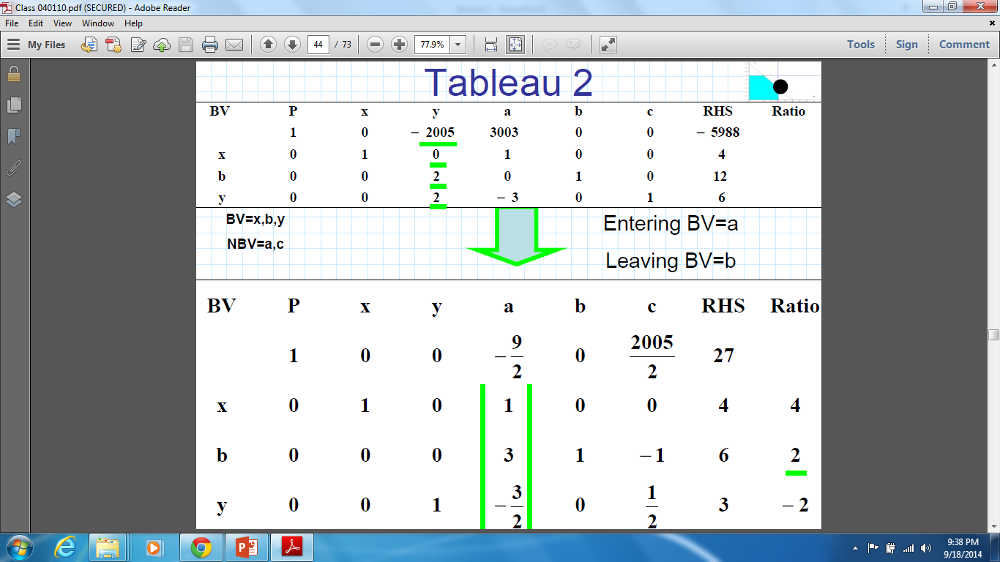 Class 040110.pdf (SECURED) - Adobe Reader
File Edit View Window Help
My Files 44 / 73 77.9% Tools Sign Comment
Tableau 2
BV P x y a b c RHS Ratio
1 0 − 2005 3003 0 0 − 5988
x 0 1 0 1 0 0 4
b 0 0 2 0 1 0 12
y 0 0 2 − 3 0 1 6
BV=x,b,y
NBV=a,c
Entering BV=a
Leaving BV=b
BV P x y a b c RHS Ratio
1 0 0 −9/2 0 2005/2 27
x 0 1 0 1 0 0 4 4
b 0 0 0 3 1 −1 6 2
y 0 0 1 −3/2 0 1/2 3 −2
9:38 PM
9/18/2014